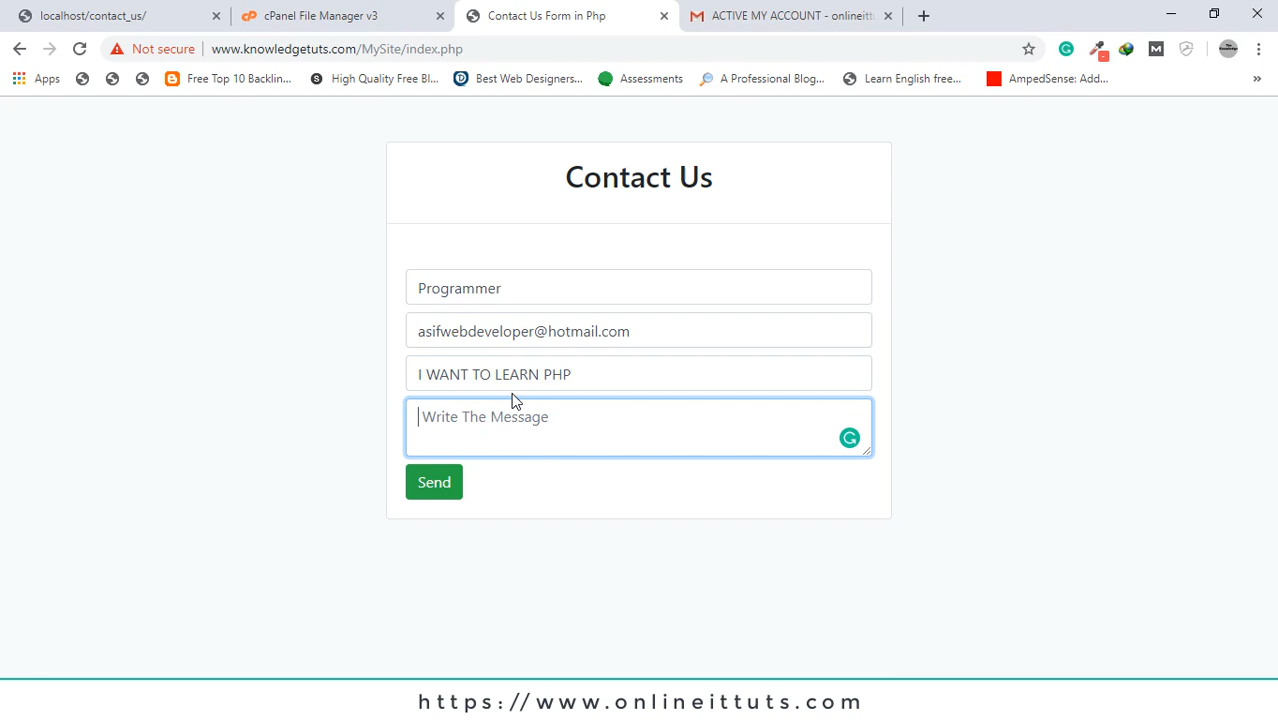 localhost/contact_us/
cPanel File Manager v3
Contact Us Form in Php
ACTIVE MY ACCOUNT - onlineittut
Not secure
www.knowledgetuts.com/MySite/index.php
Apps
Free Top 10 Backlin...
High Quality Free Bl...
Best Web Designers...
Assessments
A Professional Blog...
Learn English free...
AmpedSense: Add...
»
Contact Us
Programmer
asifwebdeveloper@hotmail.com
I WANT TO LEARN PHP
Write The Message
Send
https://www.onlineittuts.com